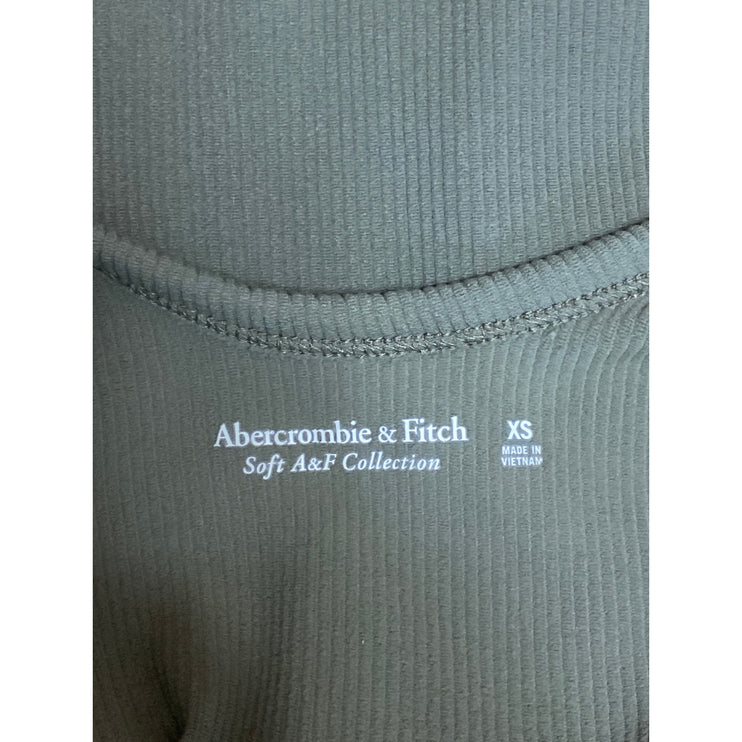 Abercrombie & Fitch
Soft A&F Collection
XS
MADE IN
VIETNAM